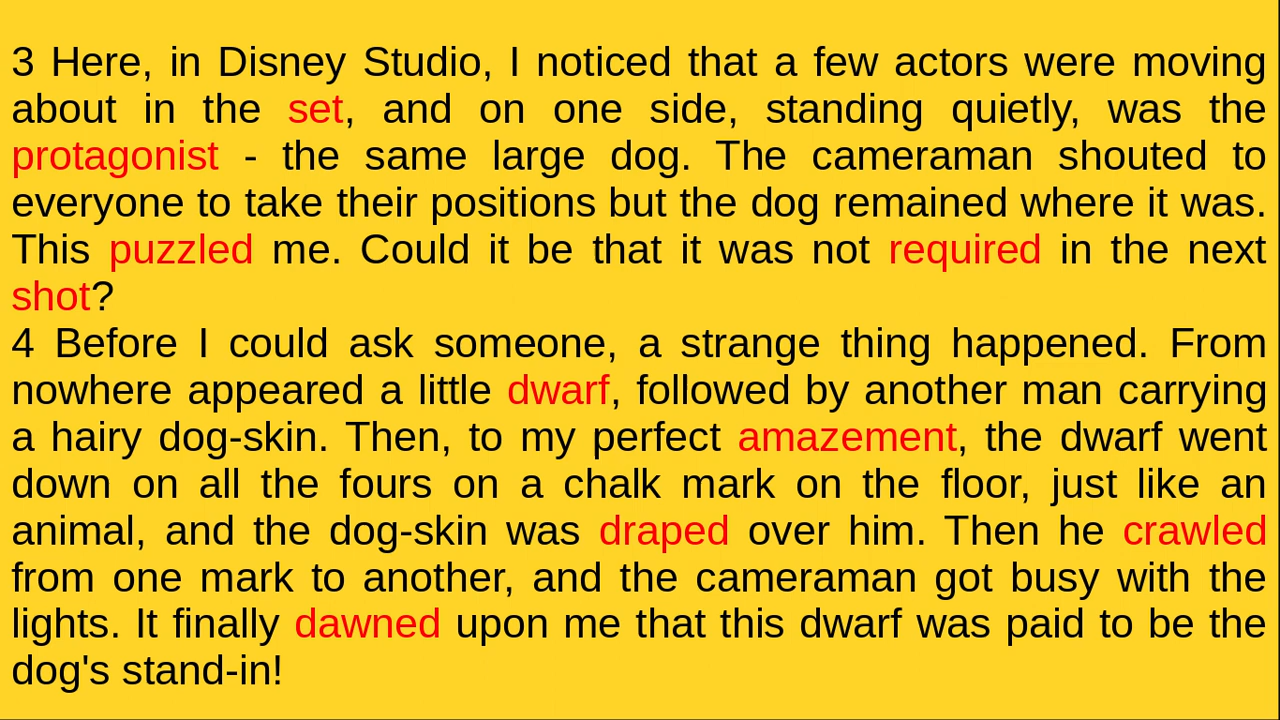 3 Here, in Disney Studio, I noticed that a few actors were moving
about in the set, and on one side, standing quietly, was the
protagonist - the same large dog. The cameraman shouted to
everyone to take their positions but the dog remained where it was.
This puzzled me. Could it be that it was not required in the next
shot?
4 Before I could ask someone, a strange thing happened. From
nowhere appeared a little dwarf, followed by another man carrying
a hairy dog-skin. Then, to my perfect amazement, the dwarf went
down on all the fours on a chalk mark on the floor, just like an
animal, and the dog-skin was draped over him. Then he crawled
from one mark to another, and the cameraman got busy with the
lights. It finally dawned upon me that this dwarf was paid to be the
dog's stand-in!